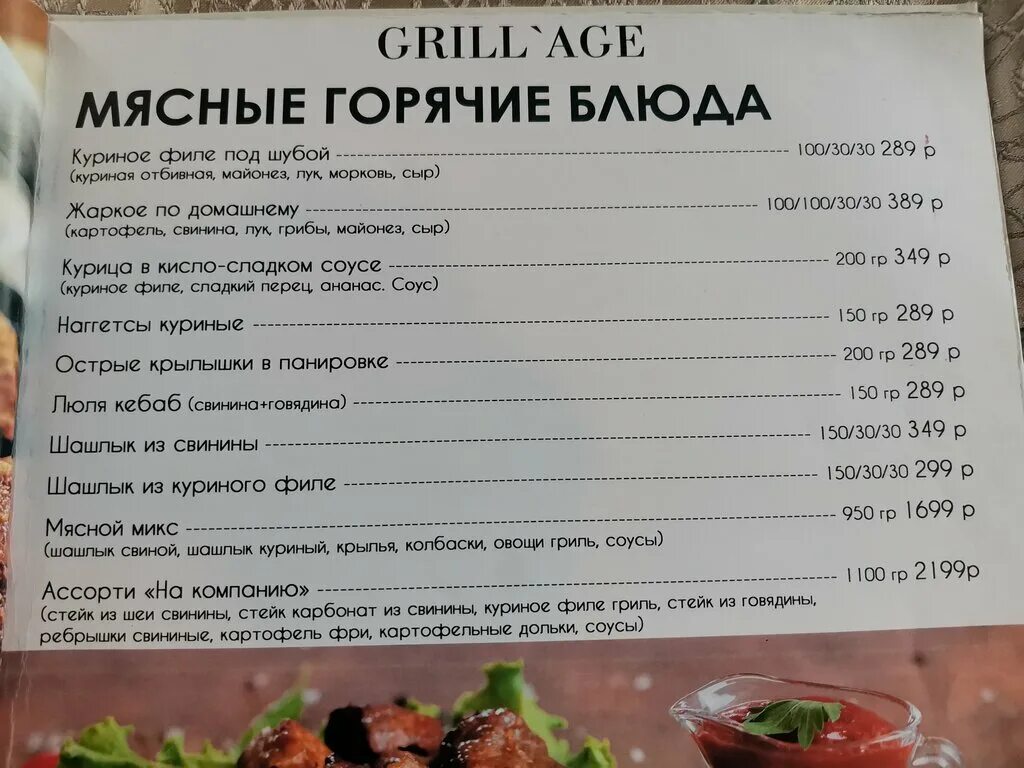 GRILL`AGE
МЯСНЫЕ ГОРЯЧИЕ БЛЮДА
Куриное филе под шубой 100/30/30 289 р
(куриная отбивная, майонез, лук, морковь, сыр)
Жаркое по домашнему 100/100/30/30 389 р
(картофель, свинина, лук, грибы, майонез, сыр)
Курица в кисло-сладком соусе 200 гр 349 р
(куриное филе, сладкий перец, ананас. Соус)
Наггетсы куриные 150 гр 289 р
Острые крылышки в панировке 200 гр 289 р
Люля кебаб (свинина+говядина) 150 гр 289 р
Шашлык из свинины 150/30/30 349 р
Шашлык из куриного филе 150/30/30 299 р
Мясной микс 950 гр 1699 р
(шашлык свиной, шашлык куриный, крылья, колбаски, овощи гриль, соусы)
Ассорти «На компанию» 1100 гр 2199р
(стейк из шеи свинины, стейк карбонат из свинины, куриное филе гриль, стейк из говядины,
ребрышки свининые, картофель фри, картофельные дольки, соусы)